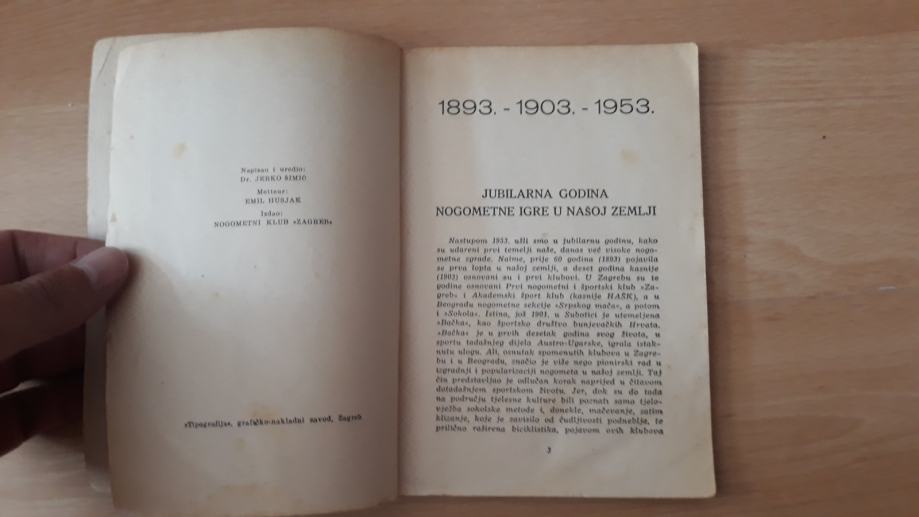 Napisao i uredio:
Dr. JERKO ŠIMIĆ
Metteur:
EMIL HUSJAK
Izdao:
NOGOMETNI KLUB »ZAGREB«
»Tipografija«, grafičko-nakladni zavod, Zagreb
1893. - 1903. - 1953.
JUBILARNA GODINA
NOGOMETNE IGRE U NAŠOJ ZEMLJI
Nastupom 1953. ušli smo u jubilarnu godinu, kako
su udareni prvi temelji naše, danas već visoke nogo-
metne zgrade. Naime, prije 60 godina (1893) pojavila
se prva lopta u našoj zemlji, a deset godina kasnije
(1903) osnovani su i prvi klubovi. U Zagrebu su te
godine osnovani Prvi nogometni i športski klub »Za-
greb« i Akademski šport klub (kasnije HAŠK), a u
Beogradu nogometne sekcije »Srpskog mača«, a potom
i »Sokola«. Istina, još 1901. u Subotici je utemeljena
»Bačka«, kao športsko društvo bunjevačkih Hrvata.
»Bačka« je u prvih desetak godina svog života, u
sportu tadašnjeg dijela Austro-Ugarske, igrala istak-
nutu ulogu. Ali, osnutak spomenutih klubova u Zagre-
bu i u Beogradu, značio je više nego pionirski rad u
izgradnji i popularizaciji nogometa u našoj zemlji. Taj
čin predstavljao je odlučan korak naprijed u čitavom
dotadašnjem sportskom životu. Jer, dok su do tada
na području tjelesne kulture bili poznati samo tjelo-
vježba sokolske metode i, donekle, mačevanje, zatim
klizanje, koje je zavisilo od ćudljivosti podneblja, te
prilično raširena biciklistika, pojavom ovih klubova
3